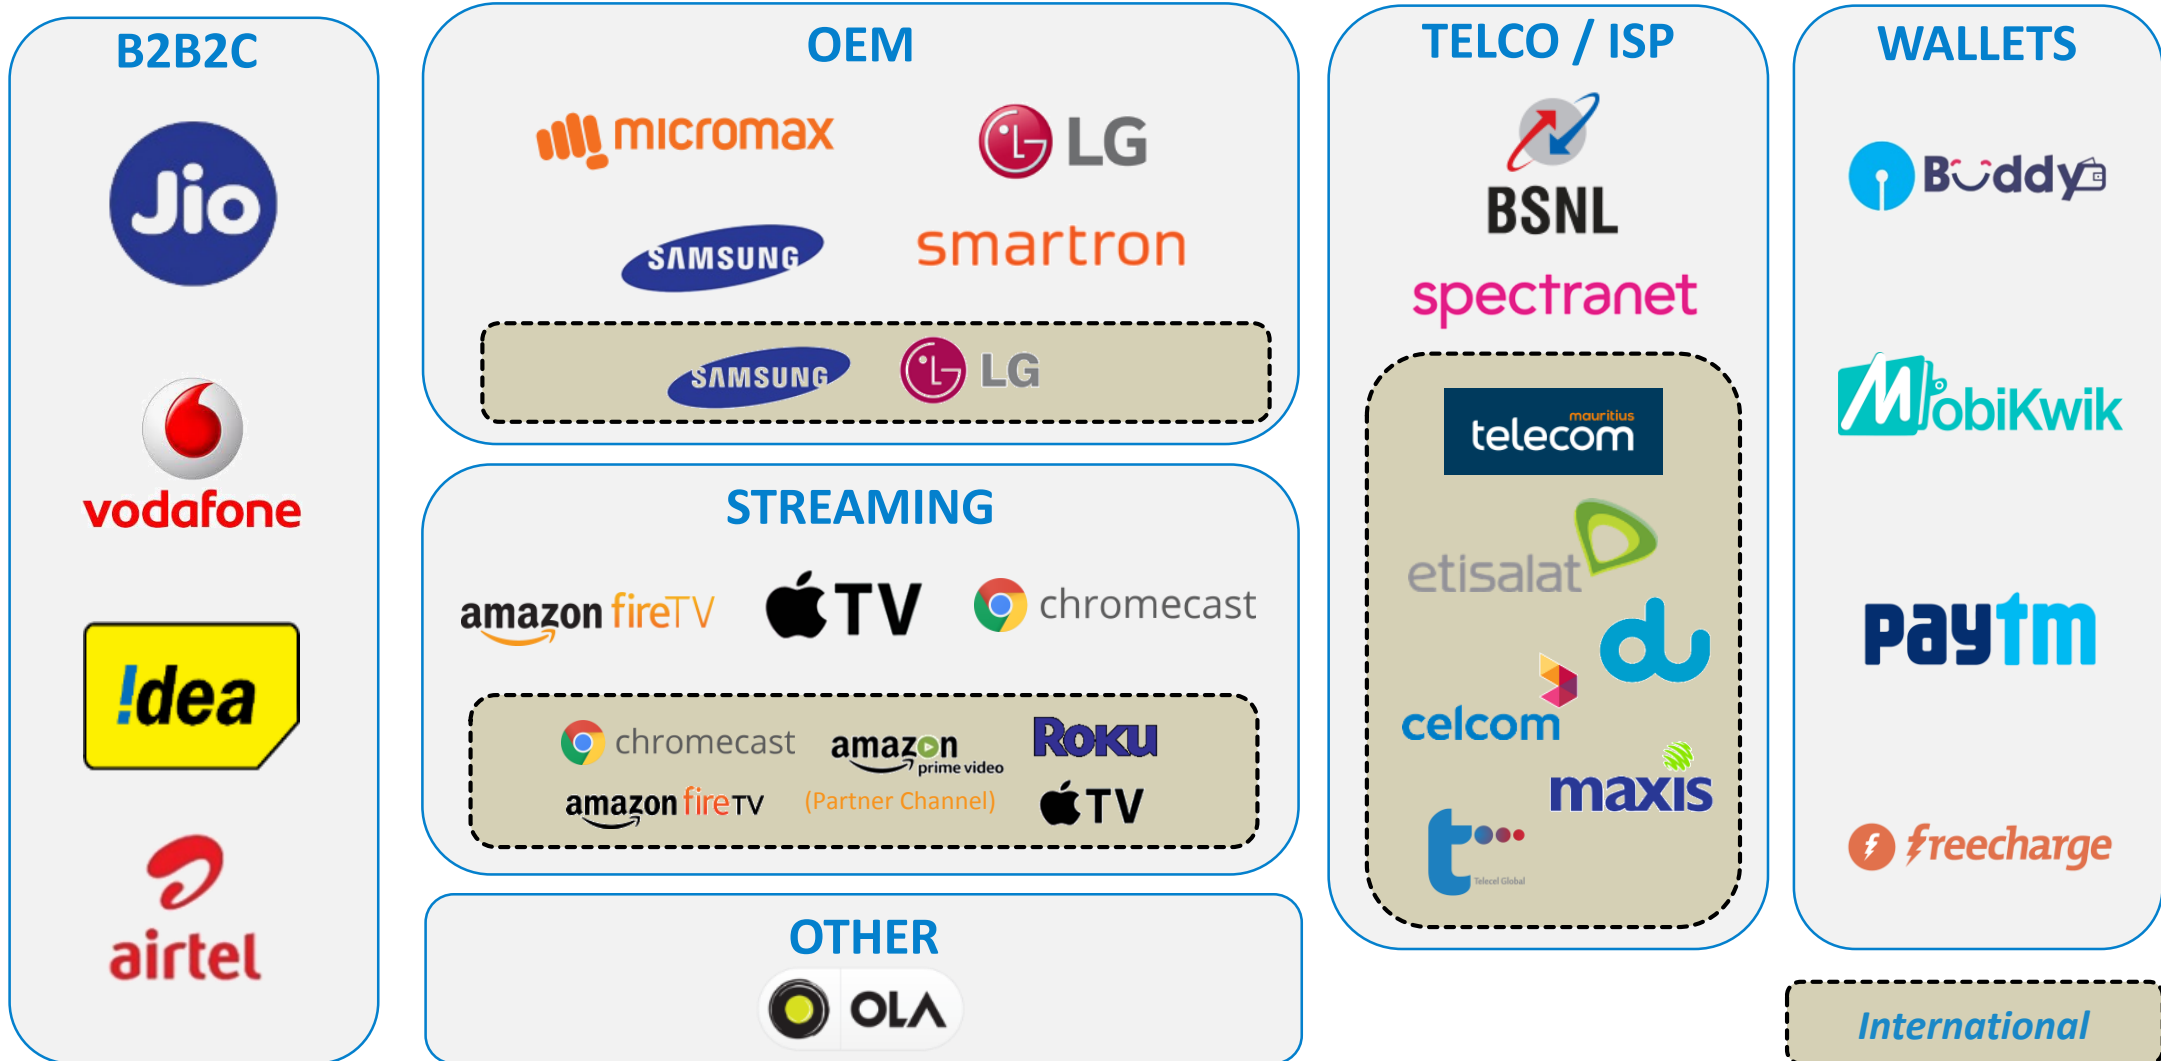 B2B2C
Jio
vodafone
!dea
airtel
OEM
micromax
LG
SAMSUNG
smartron
SAMSUNG
LG
STREAMING
amazon fireTV
TV
chromecast
chromecast
amazon
prime video
(Partner Channel)
ROKU
amazon fireTV
TV
OTHER
OLA
TELCO / ISP
BSNL
spectranet
mauritius
telecom
etisalat
du
celcom
maxis
t
Telecel Global
WALLETS
Buddy
MobiKwik
paytm
freecharge
International